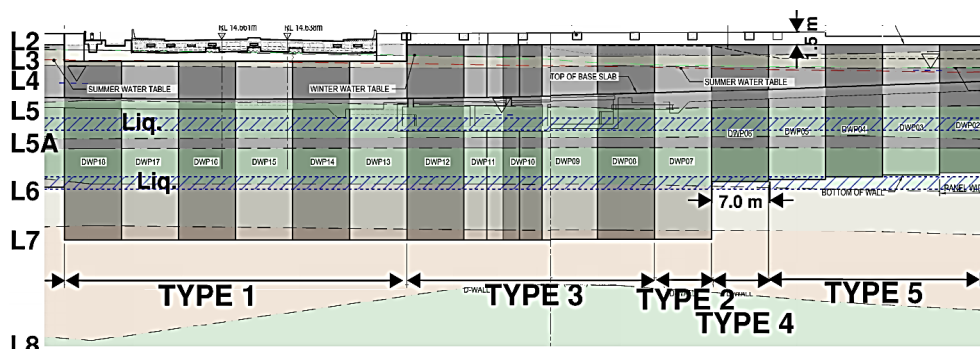 RL 14.661m
RL 14.638m
.5 m
L2
L3
L4
L5
L5A
L6
L7
L8
SUMMER WATER TABLE
WINTER WATER TABLE
TOP OF BASE SLAB
SUMMER WATER TABLE
Liq.
Liq.
DWP18
DWP17
DWP16
DWP15
DWP14
DWP13
DWP12
DWP11
DWP10
DWP09
DWP08
DWP07
DWP06
DWP05
DWP04
DWP03
DWP02
BOTTOM OF WALL
7.0 m
TYPE 1
D-WALL
TYPE 3
TYPE 2
TYPE 4
TYPE 5